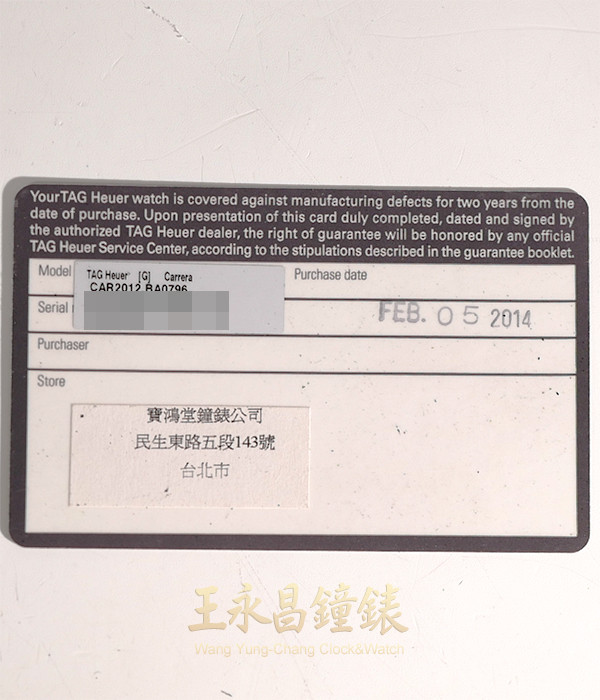 Your TAG Heuer watch is covered against manufacturing defects for two years from the
date of purchase. Upon presentation of this card duly completed, dated and signed by
the authorized TAG Heuer dealer, the right of guarantee will be honored by any official
TAG Heuer Service Center, according to the stipulations described in the guarantee booklet.
Model
TAG Heuer [G] Carrera
CAR2012 BA0796
Purchase date
Serial
FEB. 05 2014
Purchaser
Store
寶鴻堂鐘錶公司
民生東路五段143號
台北市
王永昌鐘錶
Wang Yung-Chang Clock&Watch